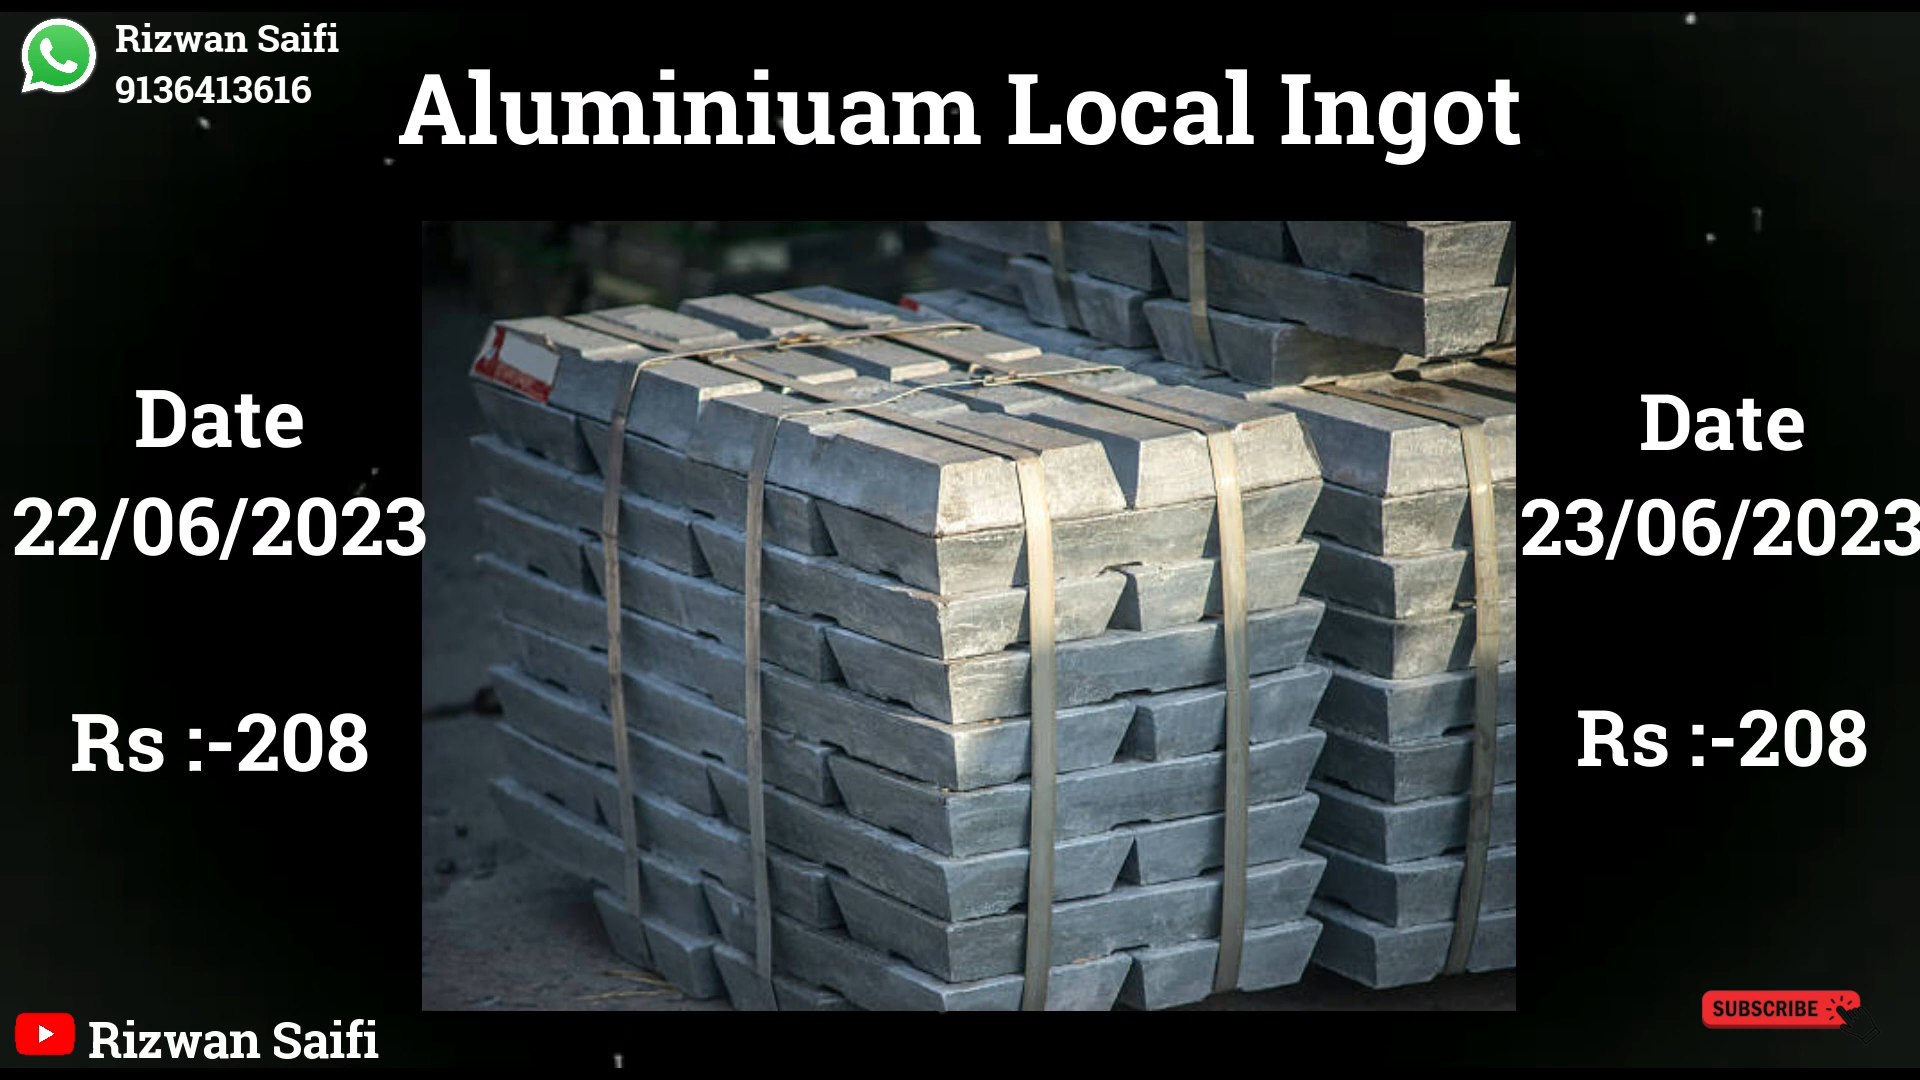 Rizwan Saifi
9136413616
Aluminiuam Local Ingot
Date
22/06/2023
Rs :-208
Date
23/06/2023
Rs :-208
Rizwan Saifi
SUBSCRIBE